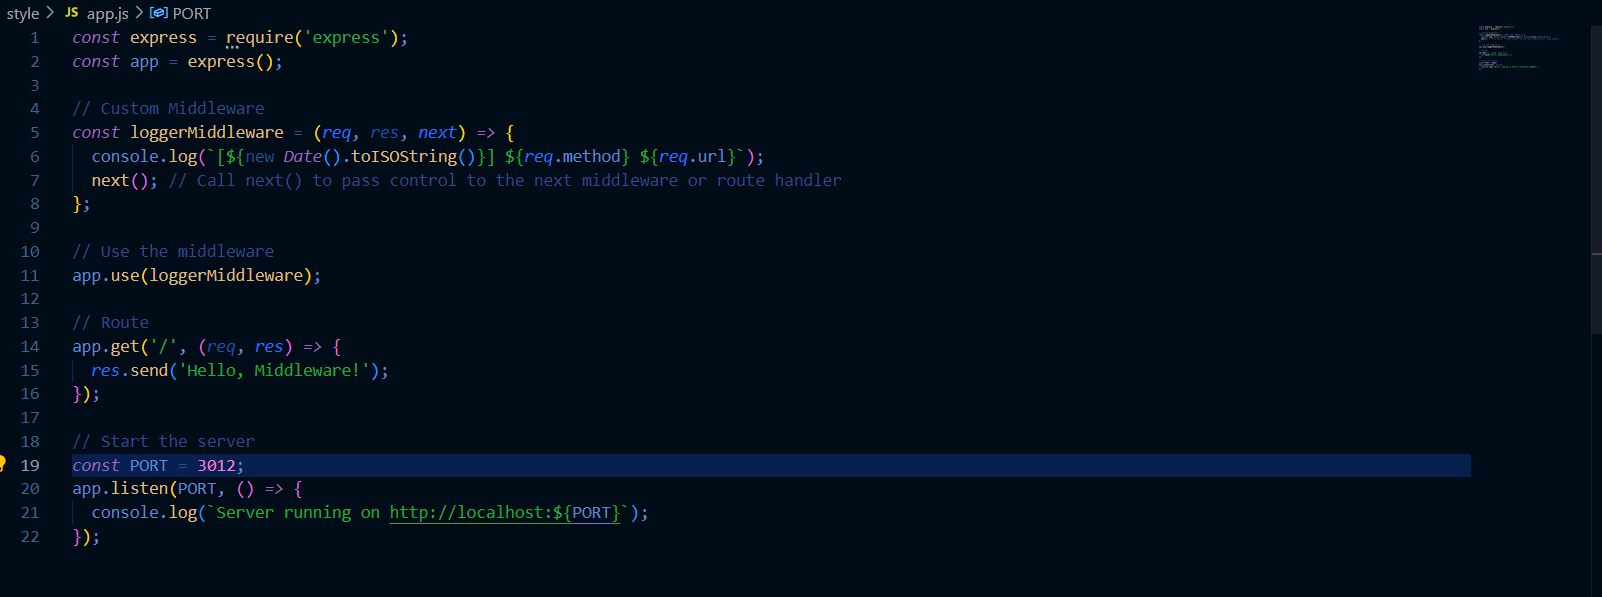 style > JS app.js > PORT
1 const express = require('express');
2 const app = express();
3
4 // Custom Middleware
5 const loggerMiddleware = (req, res, next) => {
6   console.log(`[${new Date().toISOString()}] ${req.method} ${req.url}`);
7   next(); // Call next() to pass control to the next middleware or route handler
8 };
9
10 // Use the middleware
11 app.use(loggerMiddleware);
12
13 // Route
14 app.get('/', (req, res) => {
15   res.send('Hello, Middleware!');
16 });
17
18 // Start the server
19 const PORT = 3012;
20 app.listen(PORT, () => {
21   console.log(`Server running on http://localhost:${PORT}`);
22 });